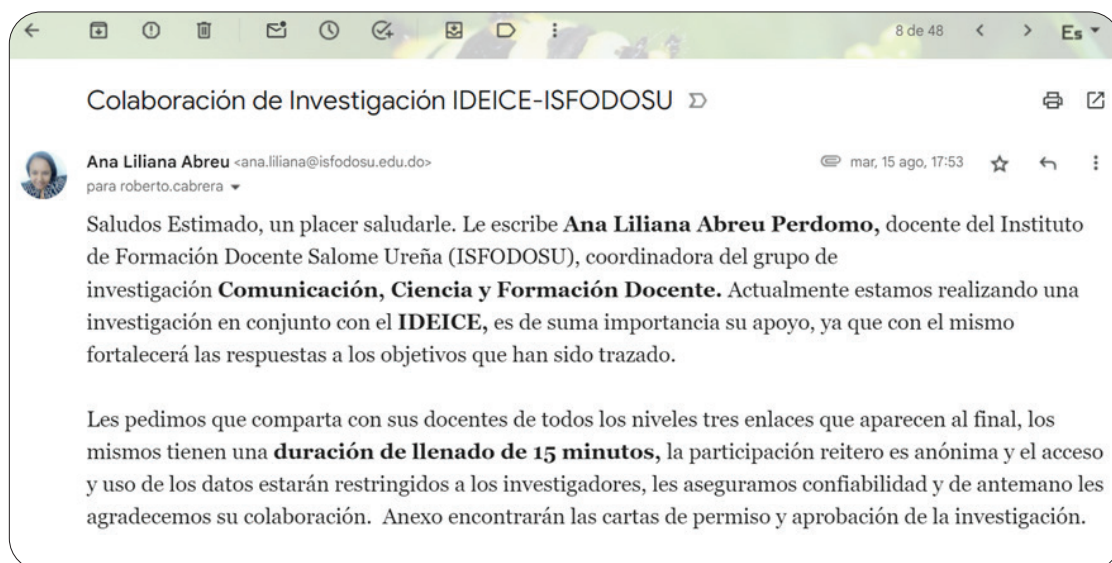 8 de 48
Es
Colaboración de Investigación IDEICE-ISFODOSU
Ana Liliana Abreu <ana.liliana@isfodosu.edu.do>
mar, 15 ago, 17:53
para roberto.cabrera
Saludos Estimado, un placer saludarle. Le escribe Ana Liliana Abreu Perdomo, docente del Instituto
de Formación Docente Salome Ureña (ISFODOSU), coordinadora del grupo de
investigación Comunicación, Ciencia y Formación Docente. Actualmente estamos realizando una
investigación en conjunto con el IDEICE, es de suma importancia su apoyo, ya que con el mismo
fortalecerá las respuestas a los objetivos que han sido trazado.
Les pedimos que comparta con sus docentes de todos los niveles tres enlaces que aparecen al final, los
mismos tienen una duración de llenado de 15 minutos, la participación reitero es anónima y el acceso
y uso de los datos estarán restringidos a los investigadores, les aseguramos confiabilidad y de antemano les
agradecemos su colaboración. Anexo encontrarán las cartas de permiso y aprobación de la investigación.